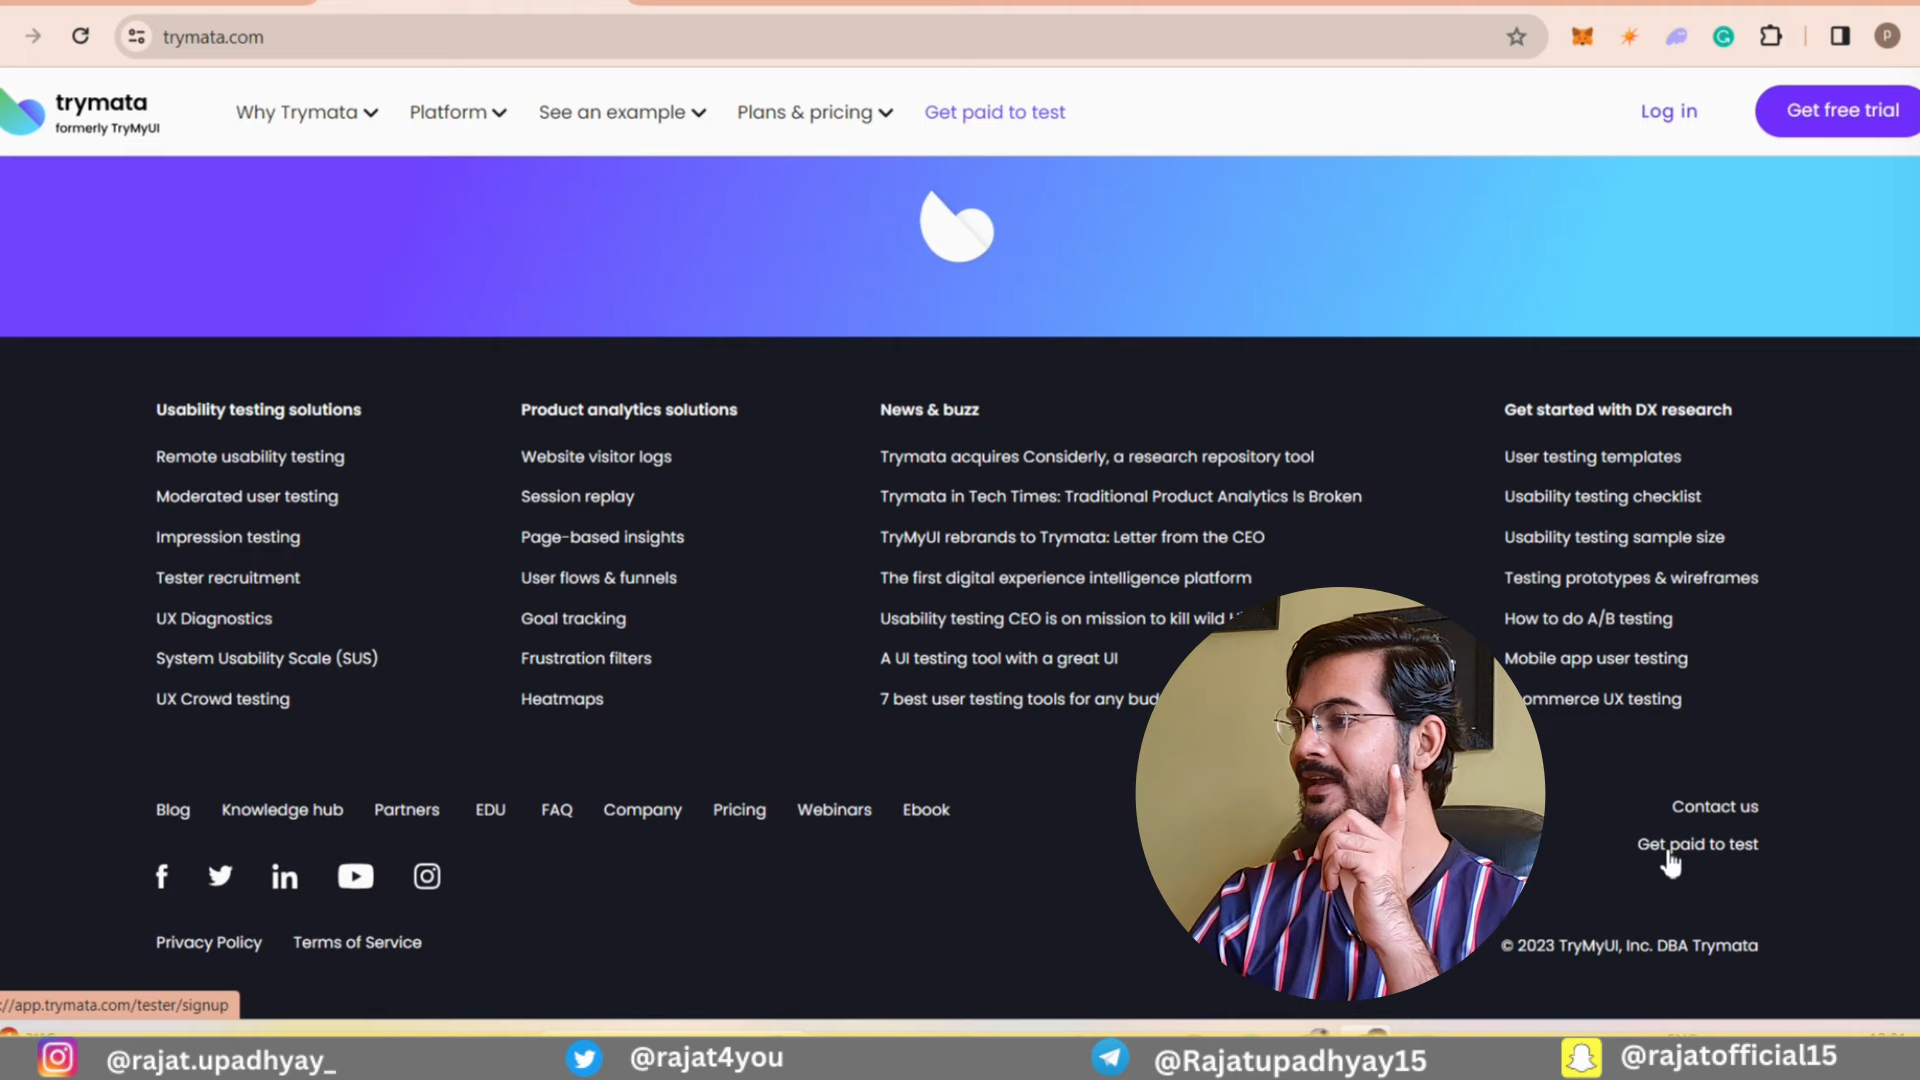 trymata.com
P
trymata
formerly TryMyUI
Why Trymata
Platform
See an example
Plans & pricing
Get paid to test
Log in
Get free trial
Usability testing solutions
Remote usability testing
Moderated user testing
Impression testing
Tester recruitment
UX Diagnostics
System Usability Scale (SUS)
UX Crowd testing
Product analytics solutions
Website visitor logs
Session replay
Page-based insights
User flows & funnels
Goal tracking
Frustration filters
Heatmaps
News & buzz
Trymata acquires Considerly, a research repository tool
Trymata in Tech Times: Traditional Product Analytics Is Broken
TryMyUI rebrands to Trymata: Letter from the CEO
The first digital experience intelligence platform
Usability testing CEO is on mission to kill wild
A UI testing tool with a great UI
7 best user testing tools for any
Get started with DX research
User testing templates
Usability testing checklist
Usability testing sample size
Testing prototypes & wireframes
How to do A/B testing
Mobile app user testing
UX testing
Blog Knowledge hub Partners EDU FAQ Company Pricing Webinars Ebook
Contact us
Get paid to test
Privacy Policy Terms of Service
© 2023 TryMyUI, Inc. DBA Trymata
://app.trymata.com/tester/signup
@rajat.upadhyay_
@rajat4you
@Rajatupadhyay15
@rajatofficial15